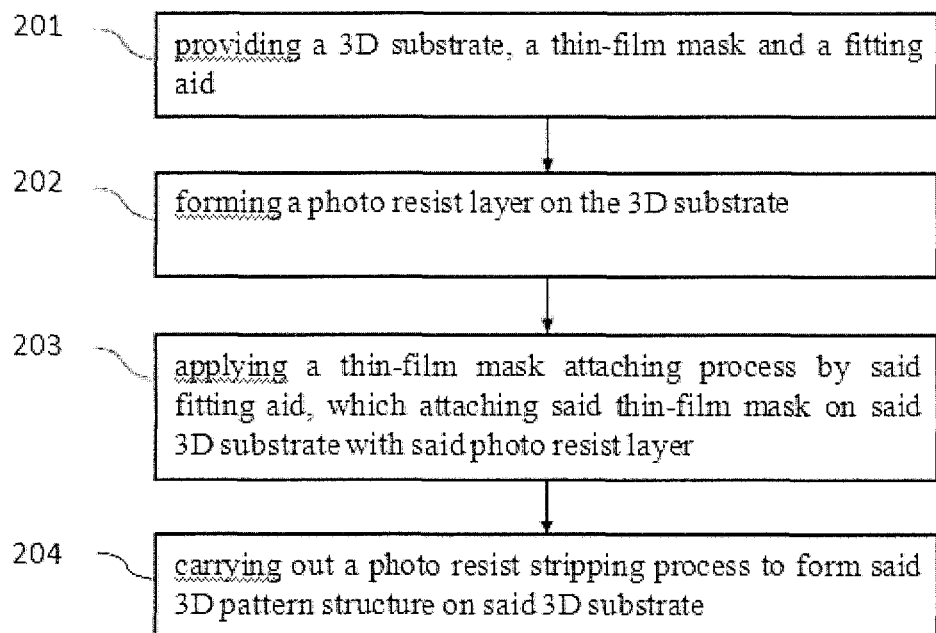 201
providing a 3D substrate, a thin-film mask and a fitting
aid
202
forming a photo resist layer on the 3D substrate
203
applying a thin-film mask attaching process by said
fitting aid, which attaching said thin-film mask on said
3D substrate with said photo resist layer
204
carrying out a photo resist stripping process to form said
3D pattern structure on said 3D substrate